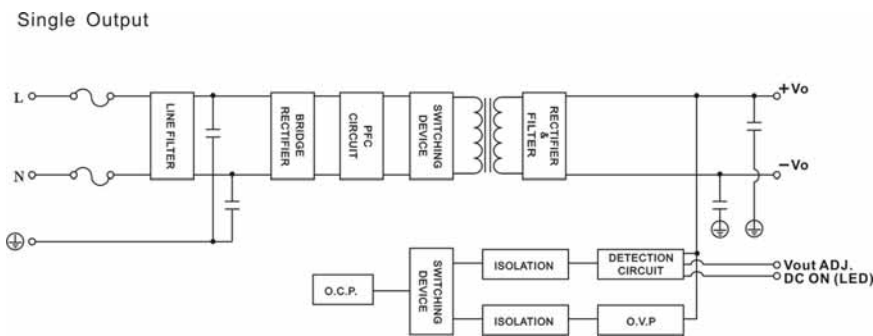 Single Output
L
N
LINE FILTER
BRIDGE
RECTIFIER
PFC
CIRCUIT
SWITCHING
DEVICE
RECTIFIER
&
FILTER
+Vo
−Vo
O.C.P.
SWITCHING
DEVICE
ISOLATION
DETECTION
CIRCUIT
Vout ADJ.
DC ON (LED)
ISOLATION
O.V.P